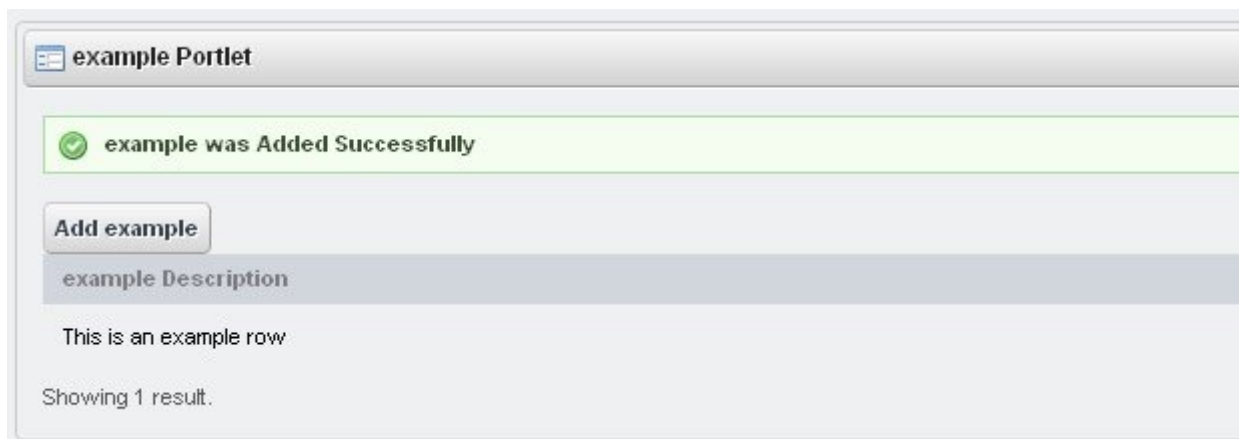 example Portlet
example was Added Successfully
Add example
example Description
This is an example row
Showing 1 result.